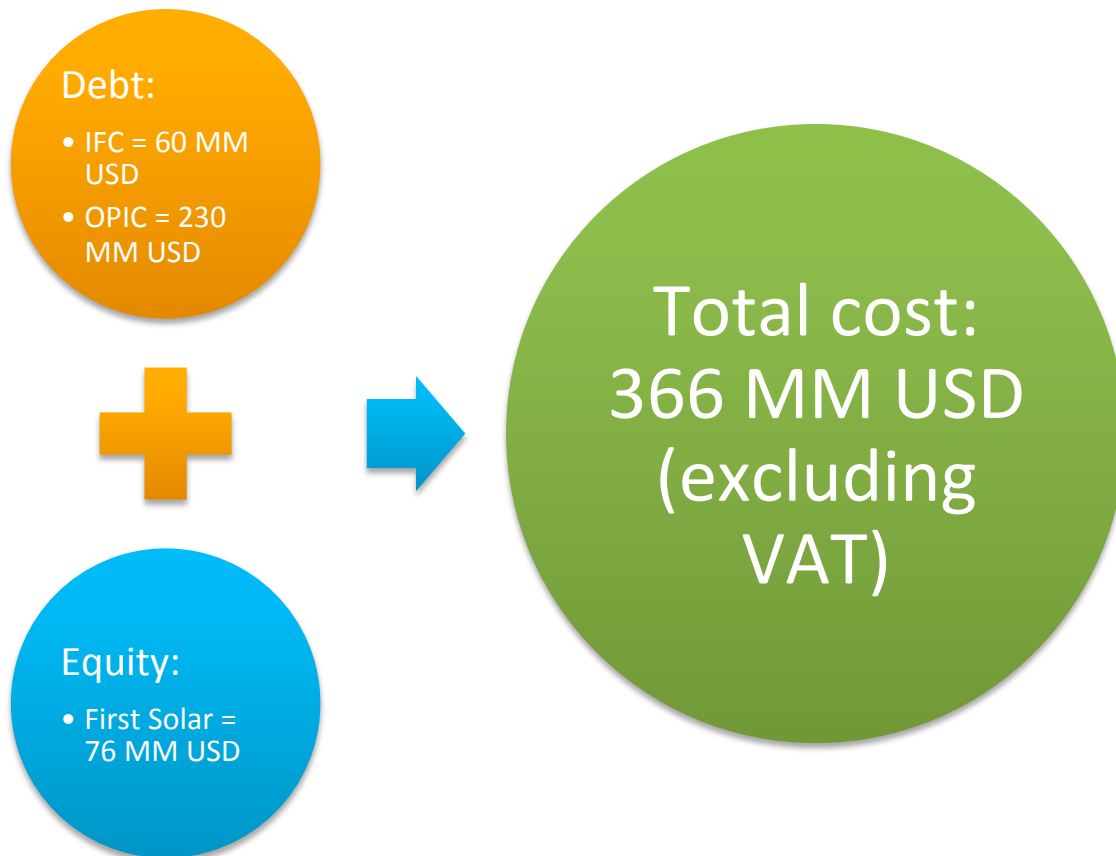 Debt:
• IFC = 60 MM
USD
• OPIC = 230
MM USD
Equity:
• First Solar =
76 MM USD
Total cost:
366 MM USD
(excluding
VAT)